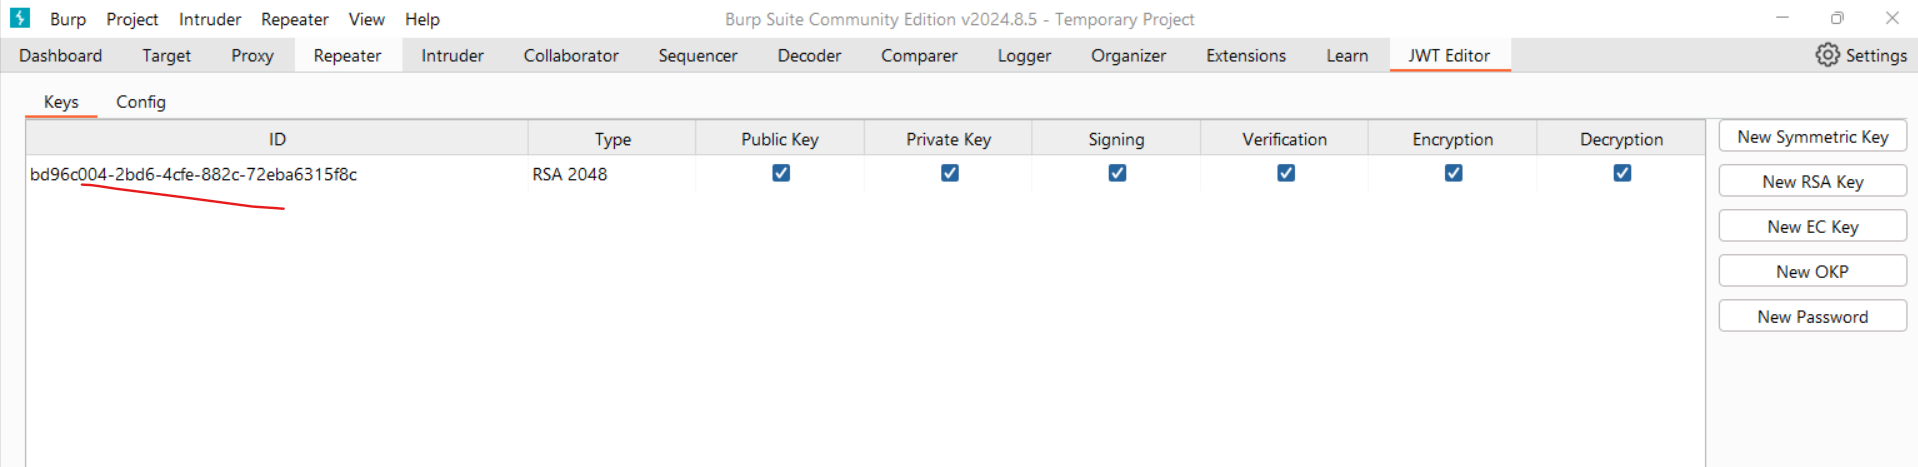 Burp Project Intruder Repeater View Help Burp Suite Community Edition v2024.8.5 - Temporary Project
Dashboard Target Proxy Repeater Intruder Collaborator Sequencer Decoder Comparer Logger Organizer Extensions Learn JWT Editor Settings
Keys Config
ID Type Public Key Private Key Signing Verification Encryption Decryption New Symmetric Key
bd96c004-2bd6-4cfe-882c-72eba6315f8c RSA 2048
New RSA Key
New EC Key
New OKP
New Password